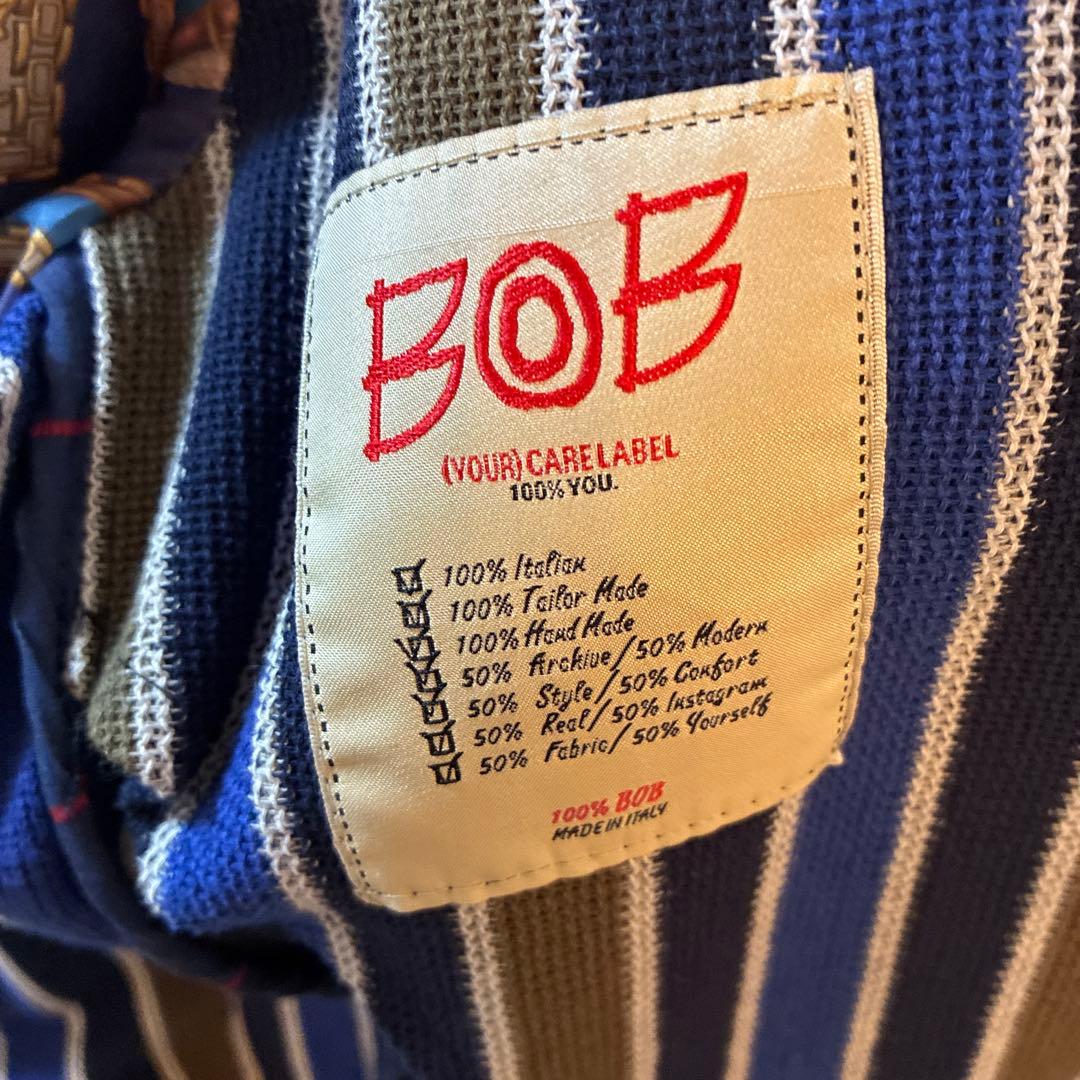 BOB
(YOUR) CARE LABEL
100% YOU.
100% Italian
100% Tailor Made
100% Hand Made
50% Archive/50% Modern
50% Style/50% Confort
50% Real/50% Instagram
50% Fabric/50% Yourself
100% BOB
MADE IN ITALY